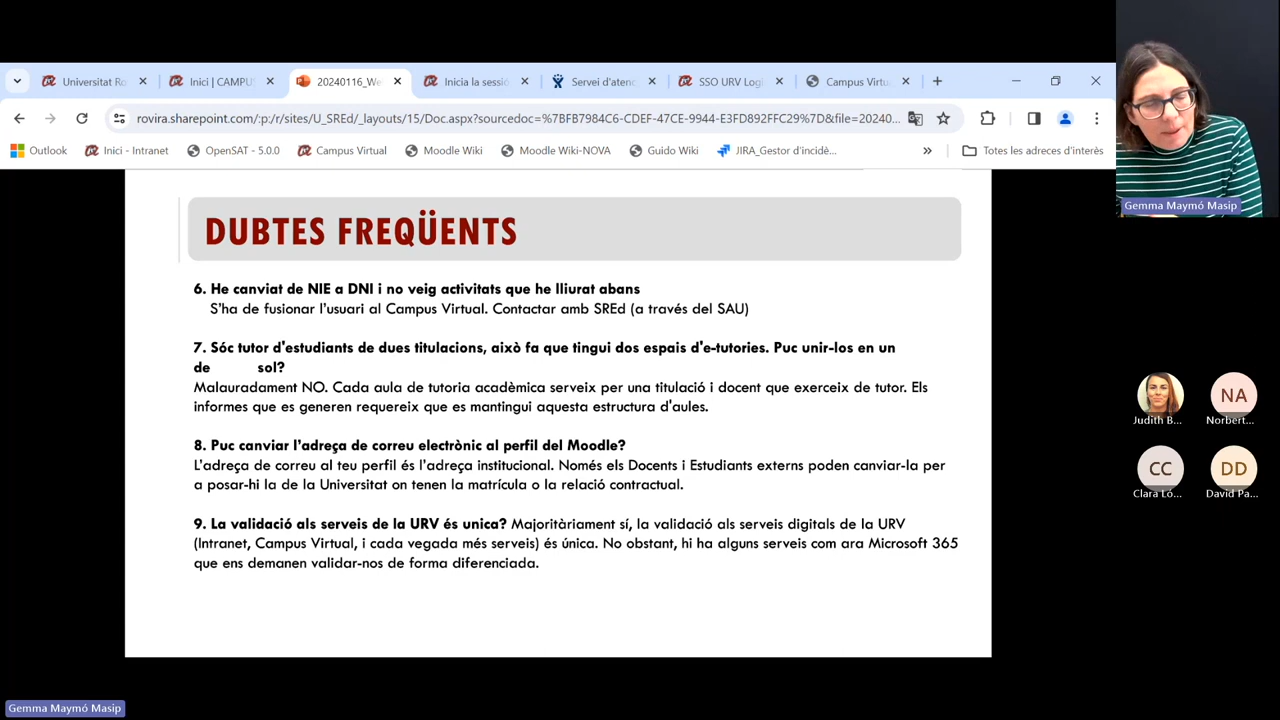 Universitat Ro
Inici | CAMPUS
20240116_We
Inicia la sessió
Servei d'atenc
SSO URV Logi
Campus Virtu
rovira.sharepoint.com/:p:/r/sites/U_SREd/_layouts/15/Doc.aspx?sourcedoc=%7BFB7984C6-CDEF-47CE-9944-E3FD892FFC29%7D&file=20240...
Outlook
Inici - Intranet
OpenSAT - 5.0.0
Campus Virtual
Moodle Wiki
Moodle Wiki-NOVA
Guido Wiki
JIRA_Gestor d'incidè...
Totes les adreces d'interès
Gemma Maymó Masip
DUBTES FREQÜENTS
6. He canviat de NIE a DNI i no veig activitats que he lliurat abans
S'ha de fusionar l'usuari al Campus Virtual. Contactar amb SREd (a través del SAU)
7. Sóc tutor d'estudiants de dues titulacions, això fa que tingui dos espais d'e-tutories. Puc unir-los en un
de sol?
Malauradament NO. Cada aula de tutoria acadèmica serveix per una titulació i docent que exerceix de tutor. Els
informes que es generen requereix que es mantingui aquesta estructura d'aules.
8. Puc canviar l'adreça de correu electrònic al perfil del Moodle?
L'adreça de correu al teu perfil és l'adreça institucional. Només els Docents i Estudiants externs poden canviar-la per
a posar-hi la de la Universitat on tenen la matrícula o la relació contractual.
9. La validació als serveis de la URV és unica? Majoritàriament sí, la validació als serveis digitals de la URV
(Intranet, Campus Virtual, i cada vegada més serveis) és única. No obstant, hi ha alguns serveis com ara Microsoft 365
que ens demanen validar-nos de forma diferenciada.
NA
Judith B...
Norbert...
CC
DD
Clara Ló...
David Pa...
Gemma Maymó Masip